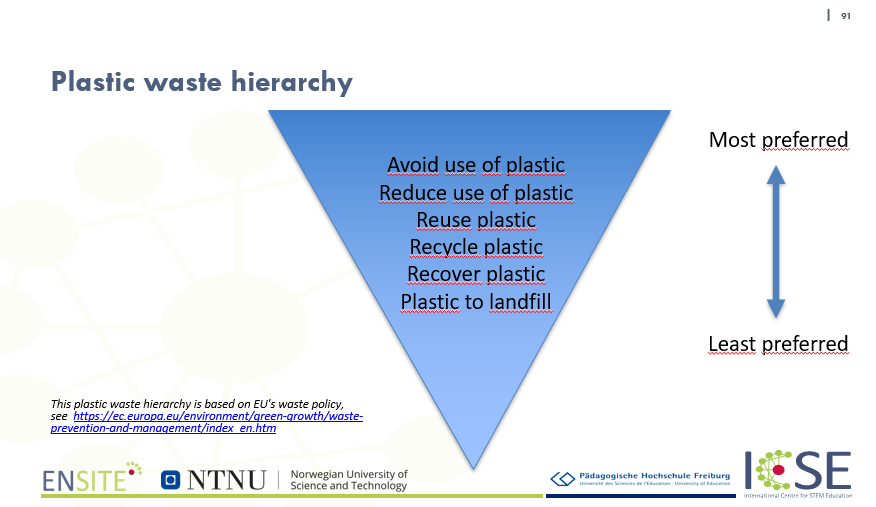 91
Plastic waste hierarchy
Avoid use of plastic
Reduce use of plastic
Reuse plastic
Recycle plastic
Recover plastic
Plastic to landfill
Most preferred
Least preferred
This plastic waste hierarchy is based on EU's waste policy,
see https://ec.europa.eu/environment/green-growth/waste-
prevention-and-management/index_en.htm
ENSITE
NTNU
Norwegian University of
Science and Technology
Pädagogische Hochschule Freiburg
Université des Sciences de l'Education · University of Education
ICSE
International Centre for STEM Education